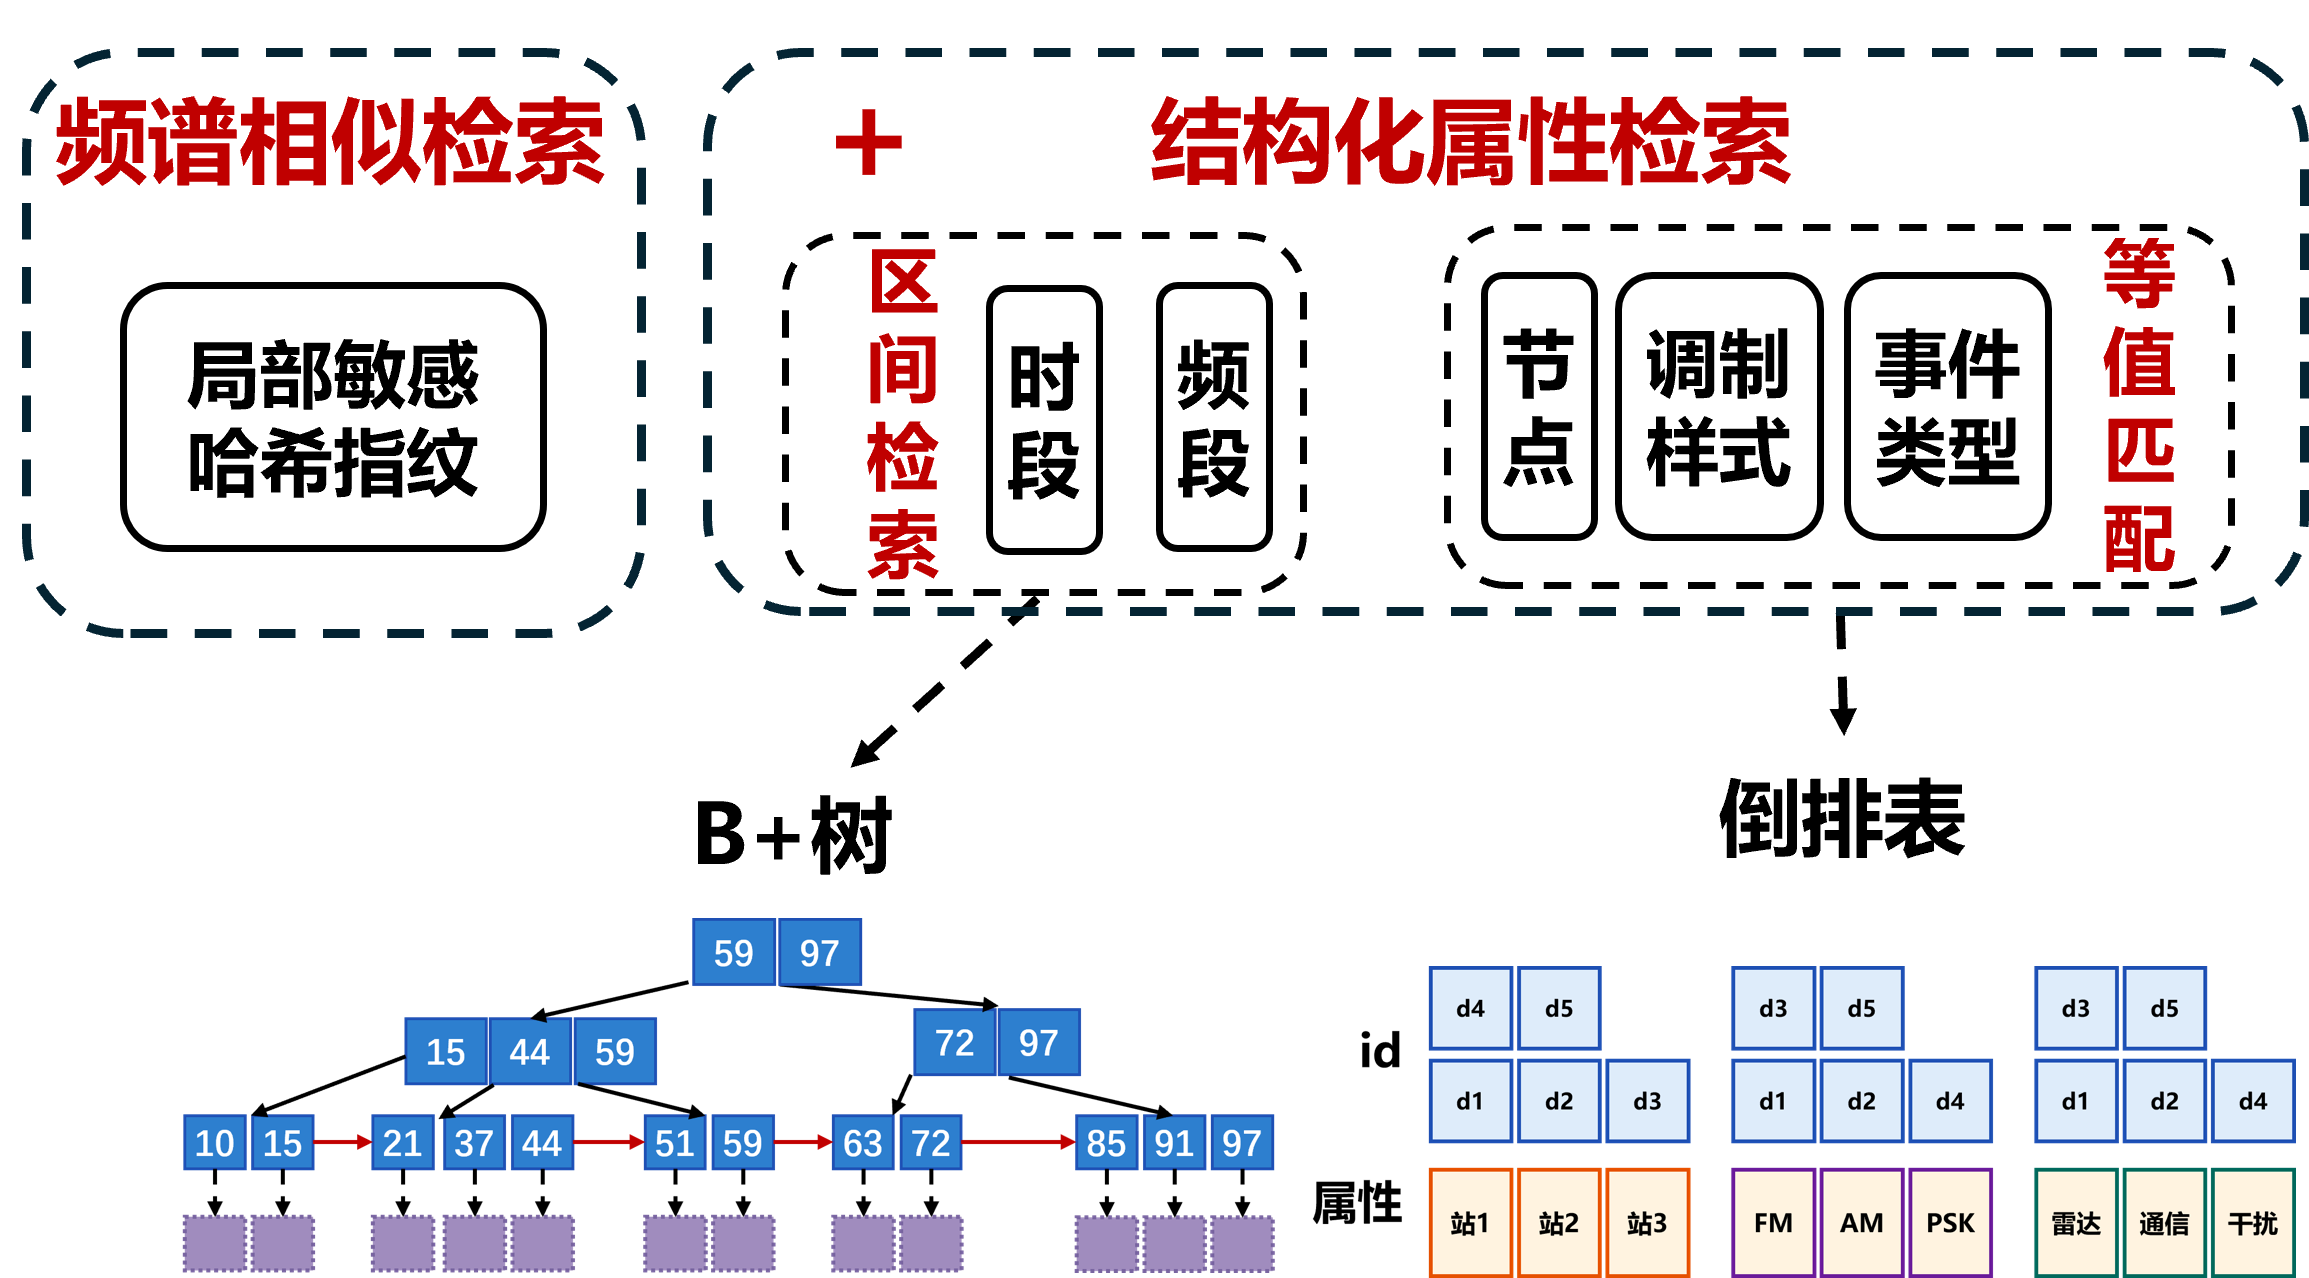 频谱相似检索
+ 结构化属性检索
局部敏感
哈希指纹
区间检索
时段
频段
节点
调制
样式
事件
类型
等值匹配
B+树
倒排表
59 97
15 44 59
72 97
10 15 21 37 44 51 59 63 72 85 91 97
id
d4 d5
d1 d2 d3
d3 d5
d1 d2 d4
d3 d5
d1 d2 d4
属性
站1 站2 站3
FM AM PSK
雷达 通信 干扰